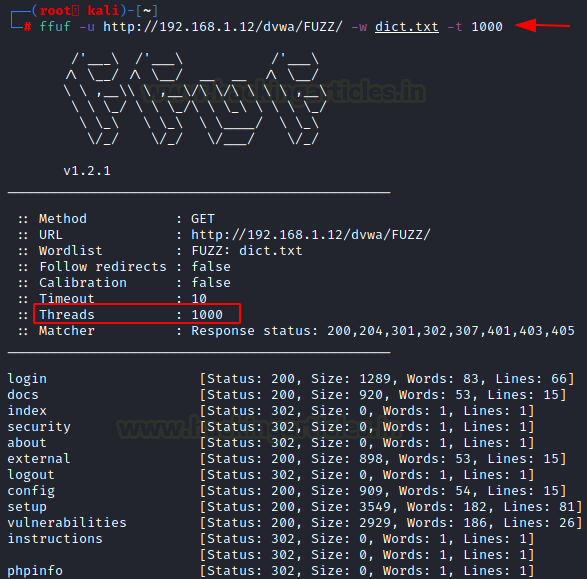 (root kali)-[~]
# ffuf -u http://192.168.1.12/dvwa/FUZZ/ -w dict.txt -t 1000
www.hackingarticles.in
v1.2.1
:: Method : GET
:: URL : http://192.168.1.12/dvwa/FUZZ/
:: Wordlist : FUZZ: dict.txt
:: Follow redirects : false
:: Calibration : false
:: Timeout : 10
:: Threads : 1000
:: Matcher : Response status: 200,204,301,302,307,401,403,405
login [Status: 200, Size: 1289, Words: 83, Lines: 66]
docs [Status: 200, Size: 920, Words: 53, Lines: 15]
index [Status: 302, Size: 0, Words: 1, Lines: 1]
security [Status: 302, Size: 0, Words: 1, Lines: 1]
about [Status: 302, Size: 0, Words: 1, Lines: 1]
external [Status: 200, Size: 898, Words: 53, Lines: 15]
logout [Status: 302, Size: 0, Words: 1, Lines: 1]
config [Status: 200, Size: 909, Words: 54, Lines: 15]
setup [Status: 200, Size: 3549, Words: 182, Lines: 81]
vulnerabilities [Status: 200, Size: 2929, Words: 186, Lines: 26]
instructions [Status: 302, Size: 0, Words: 1, Lines: 1]
[Status: 302, Size: 0, Words: 1, Lines: 1]
phpinfo [Status: 302, Size: 0, Words: 1, Lines: 1]